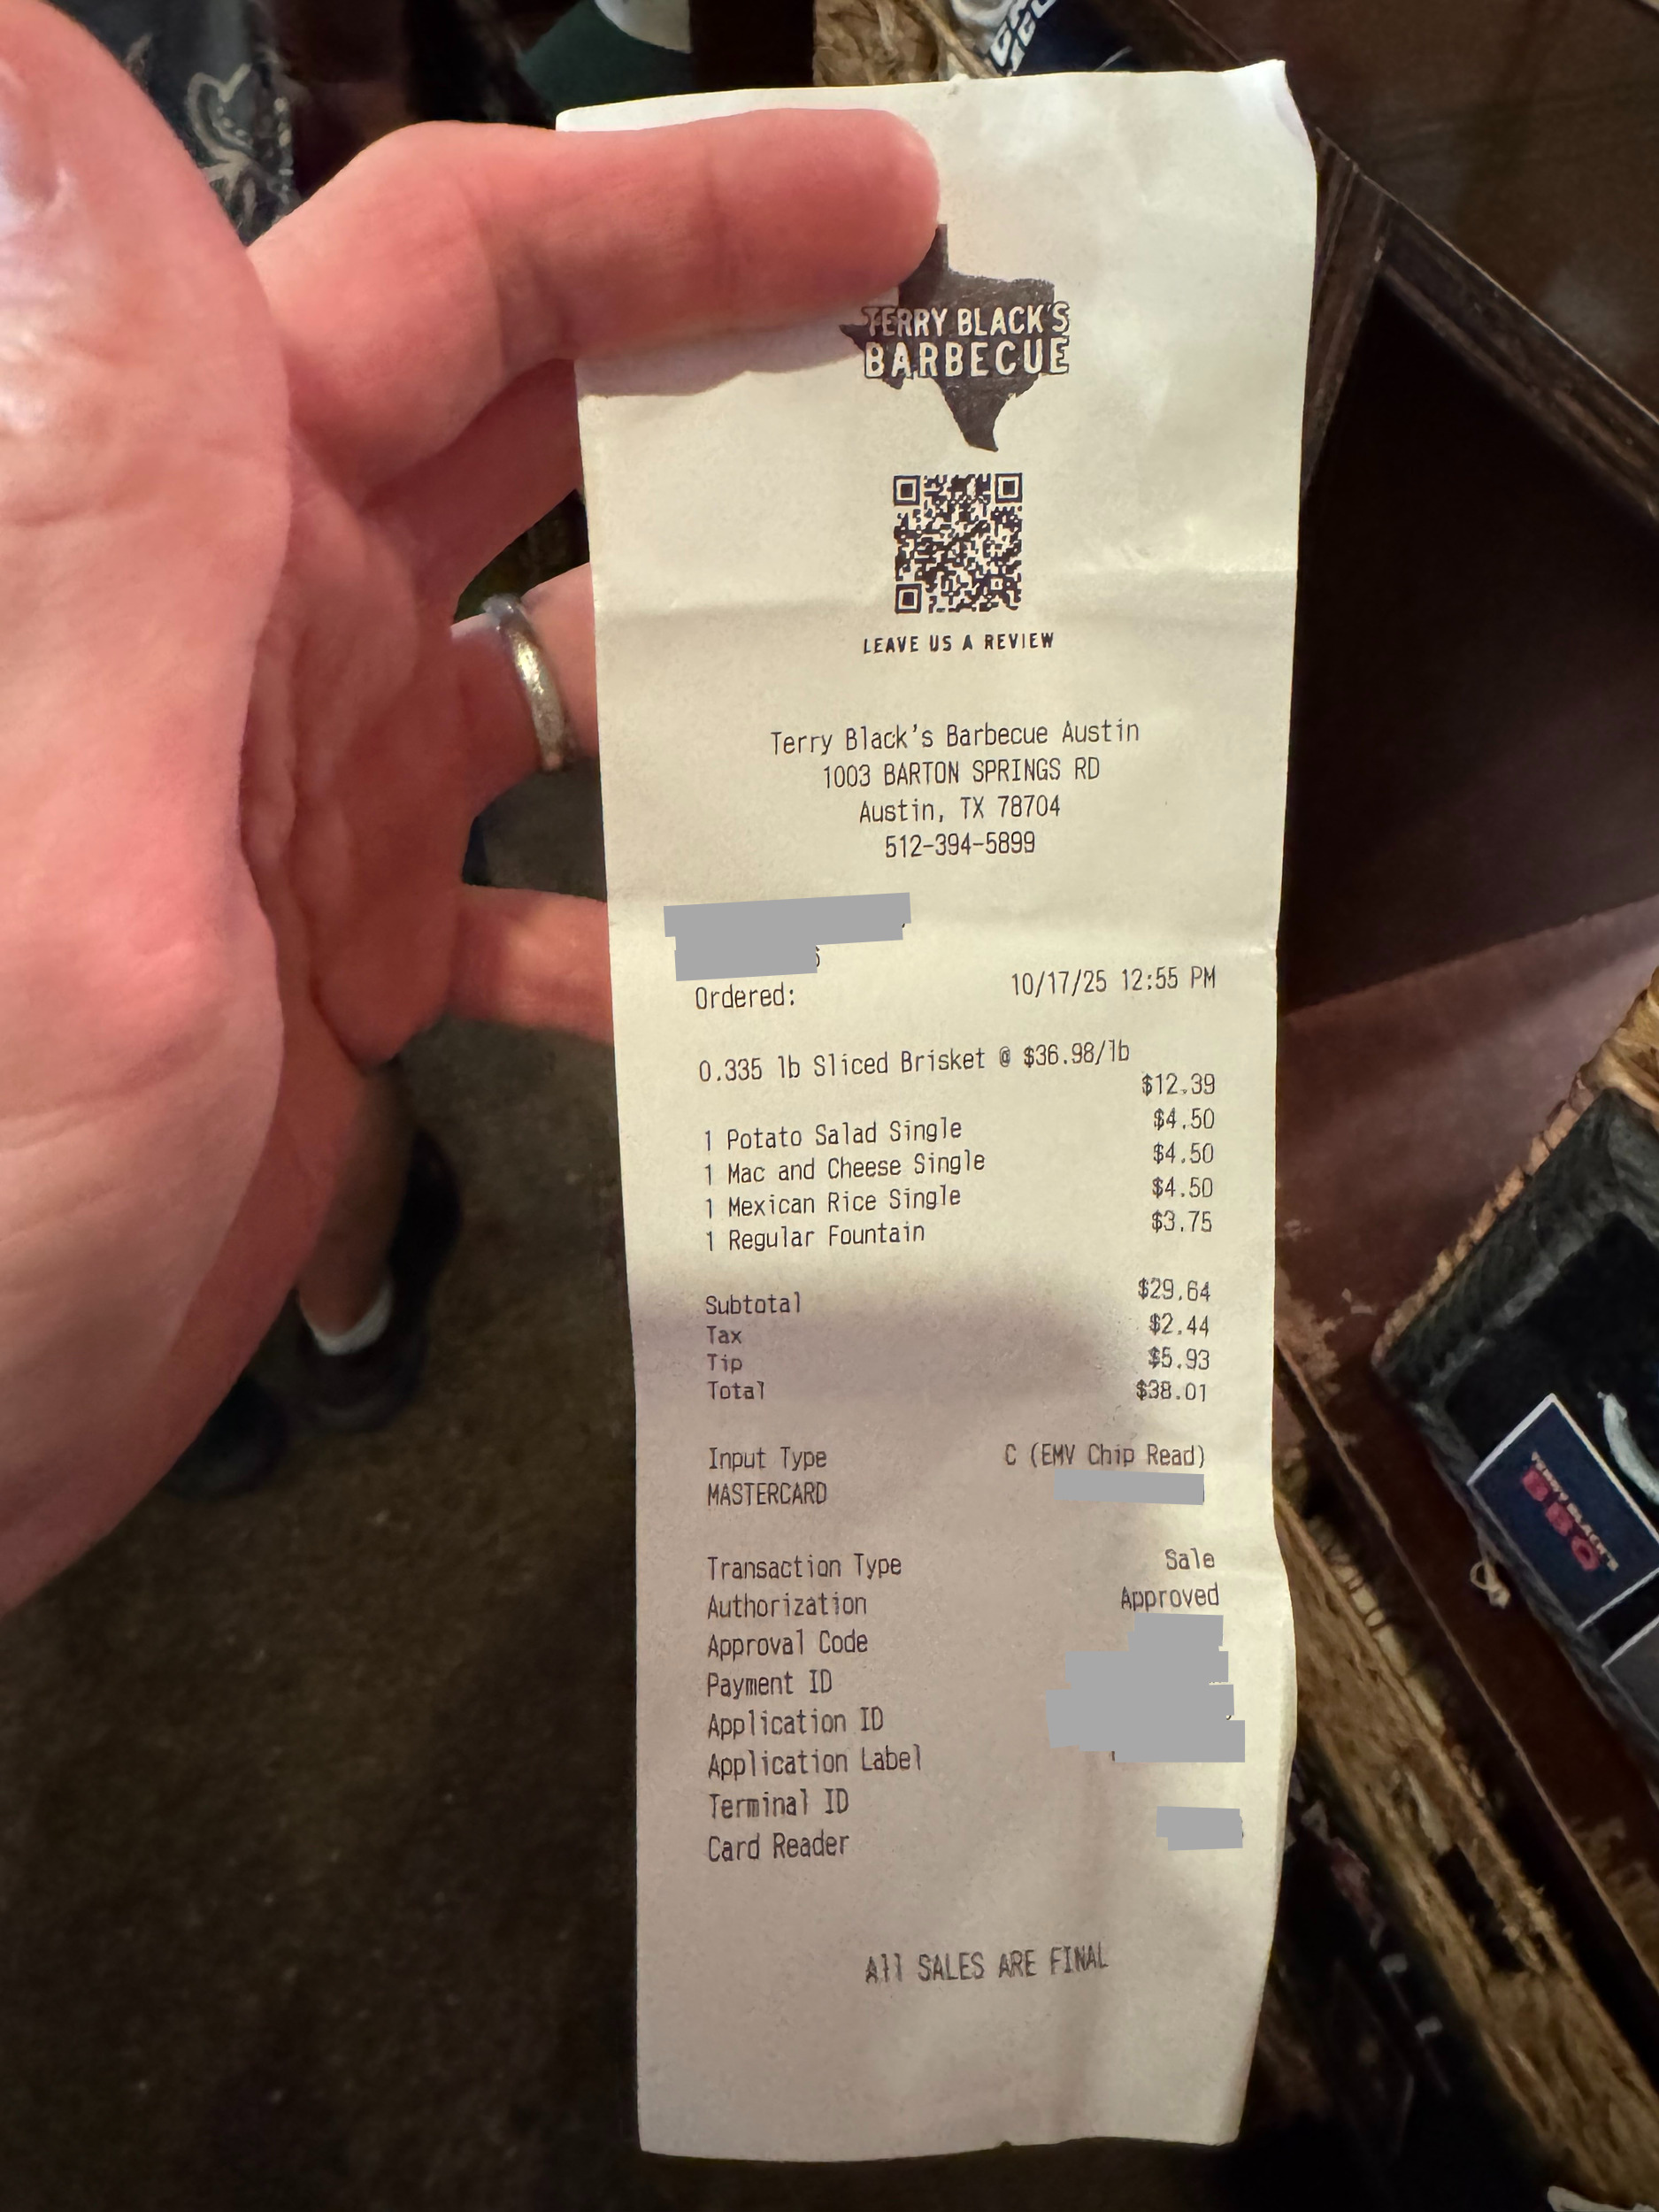 TERRY BLACK'S
BARBECUE
LEAVE US A REVIEW
Terry Black's Barbecue Austin
1003 BARTON SPRINGS RD
Austin, TX 78704
512-394-5899
Ordered: 10/17/25 12:55 PM
0.335 lb Sliced Brisket @ $36.98/lb
$12.39
1 Potato Salad Single $4.50
1 Mac and Cheese Single $4.50
1 Mexican Rice Single $4.50
1 Regular Fountain $3.75
Subtotal $29.64
Tax $2.44
Tip $5.93
Total $38.01
Input Type C (EMV Chip Read)
MASTERCARD
Transaction Type Sale
Authorization Approved
Approval Code
Payment ID
Application ID
Application Label
Terminal ID
Card Reader
All SALES ARE FINAL
TERRY BLACK'S
BBQ